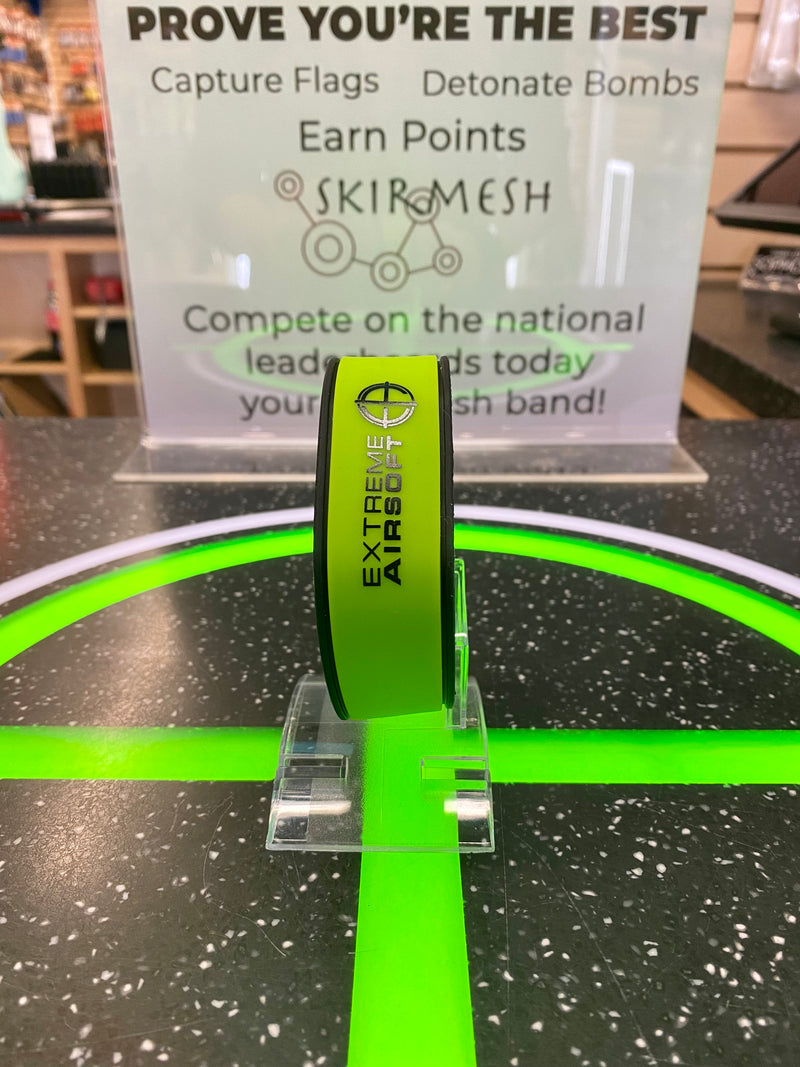 PROVE YOU'RE THE BEST
Capture Flags Detonate Bombs
Earn Points
SKIRMESH
Compete on the national
today
your band!
EXTREME
AIRSOFT